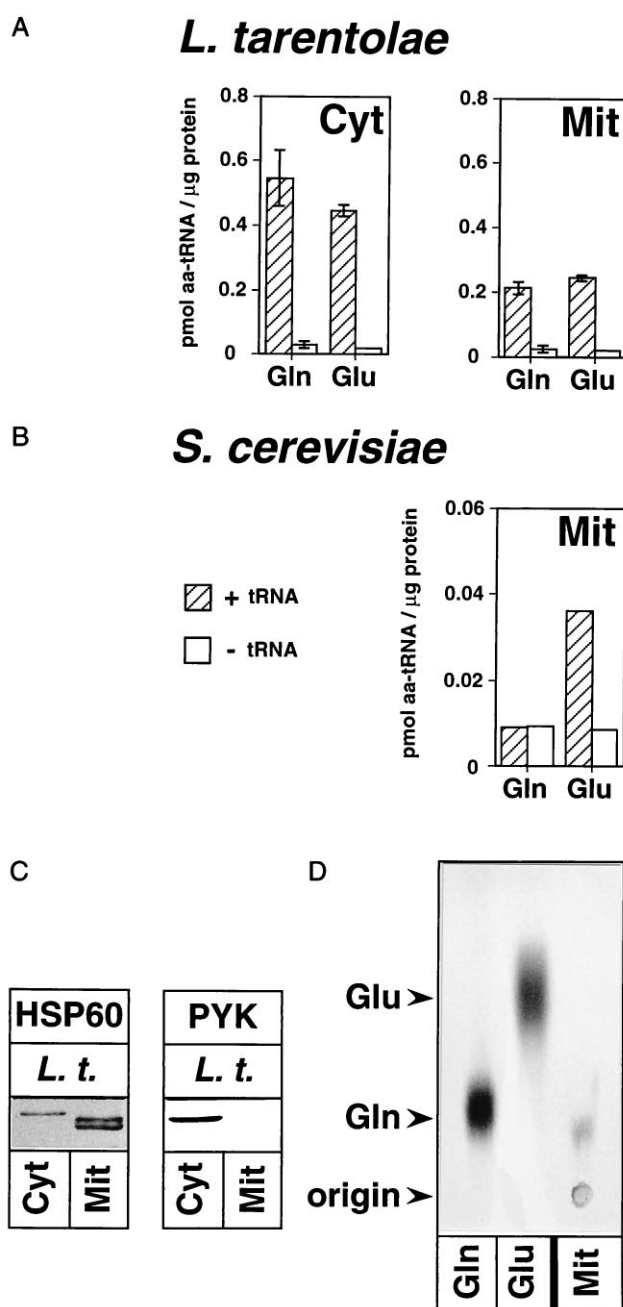 A
L. tarentolae
pmol aa-tRNA / µg protein
0.8
0.6
0.4
0.2
0
Cyt
Gln Glu
0.8
0.6
0.4
0.2
0
Mit
Gln Glu
B
S. cerevisiae
+ tRNA
- tRNA
pmol aa-tRNA / µg protein
0.06
0.04
0.02
0
Mit
Gln Glu
C
HSP60
L. t.
Cyt Mit
PYK
L. t.
Cyt Mit
D
Glu
Gln
origin
Gln Glu Mit